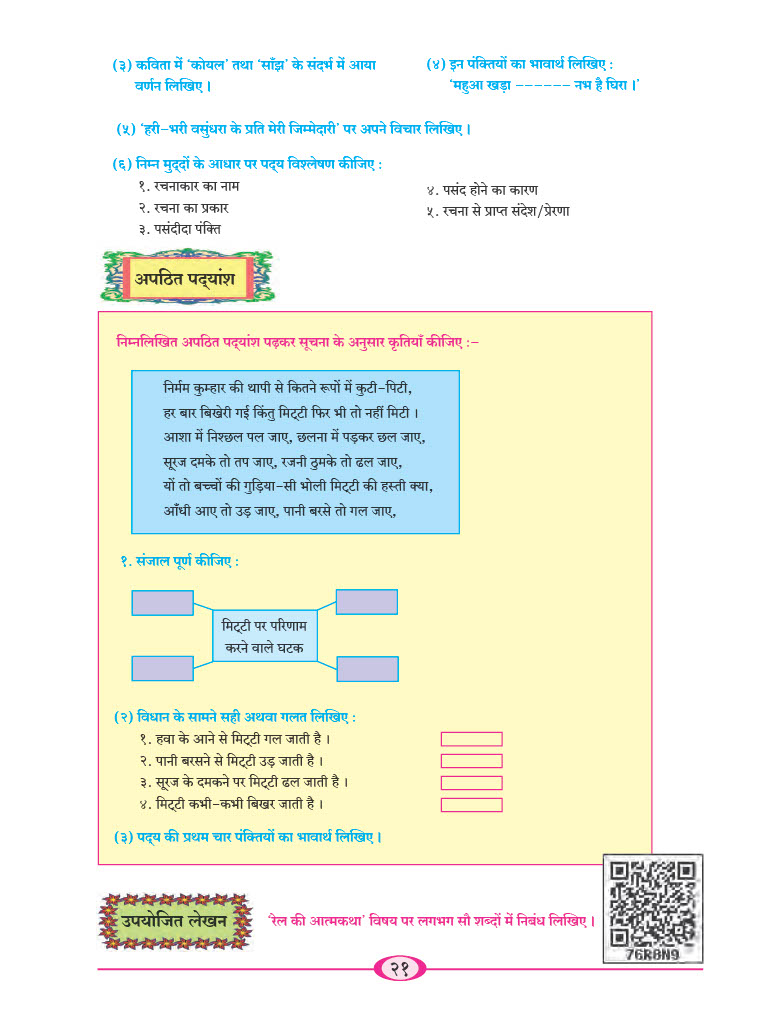 (३) कविता में ‘कोयल’ तथा ‘साँझ’ के संदर्भ में आया
वर्णन लिखिए ।
(४) इन पंक्तियों का भावार्थ लिखिए :
‘महुआ खड़ा ------ नभ है घिरा ।’
(५) ‘हरी-भरी वसुंधरा के प्रति मेरी जिम्मेदारी’ पर अपने विचार लिखिए ।
(६) निम्न मुद्दों के आधार पर पद्य विश्लेषण कीजिए :
१. रचनाकार का नाम
२. रचना का प्रकार
३. पसंदीदा पंक्ति
४. पसंद होने का कारण
५. रचना से प्राप्त संदेश/प्रेरणा
अपठित पद्यांश
निम्नलिखित अपठित पद्यांश पढ़कर सूचना के अनुसार कृतियाँ कीजिए :-
निर्मम कुम्हार की थापी से कितने रूपों में कुटी-पिटी,
हर बार बिखेरी गई किंतु मिट्टी फिर भी तो नहीं मिटी ।
आशा में निश्छल पल जाए, छलना में पड़कर छल जाए,
सूरज दमके तो तप जाए, रजनी ठुमके तो ढल जाए,
यों तो बच्चों की गुड़िया-सी भोली मिट्टी की हस्ती क्या,
आँधी आए तो उड़ जाए, पानी बरसे तो गल जाए,
१. संजाल पूर्ण कीजिए :
मिट्टी पर परिणाम
करने वाले घटक
(२) विधान के सामने सही अथवा गलत लिखिए :
१. हवा के आने से मिट्टी गल जाती है ।
२. पानी बरसने से मिट्टी उड़ जाती है ।
३. सूरज के दमकने पर मिट्टी ढल जाती है ।
४. मिट्टी कभी-कभी बिखर जाती है ।
(३) पद्य की प्रथम चार पंक्तियों का भावार्थ लिखिए ।
उपयोजित लेखन
‘रेल की आत्मकथा’ विषय पर लगभग सौ शब्दों में निबंध लिखिए ।
76R8N9
२१